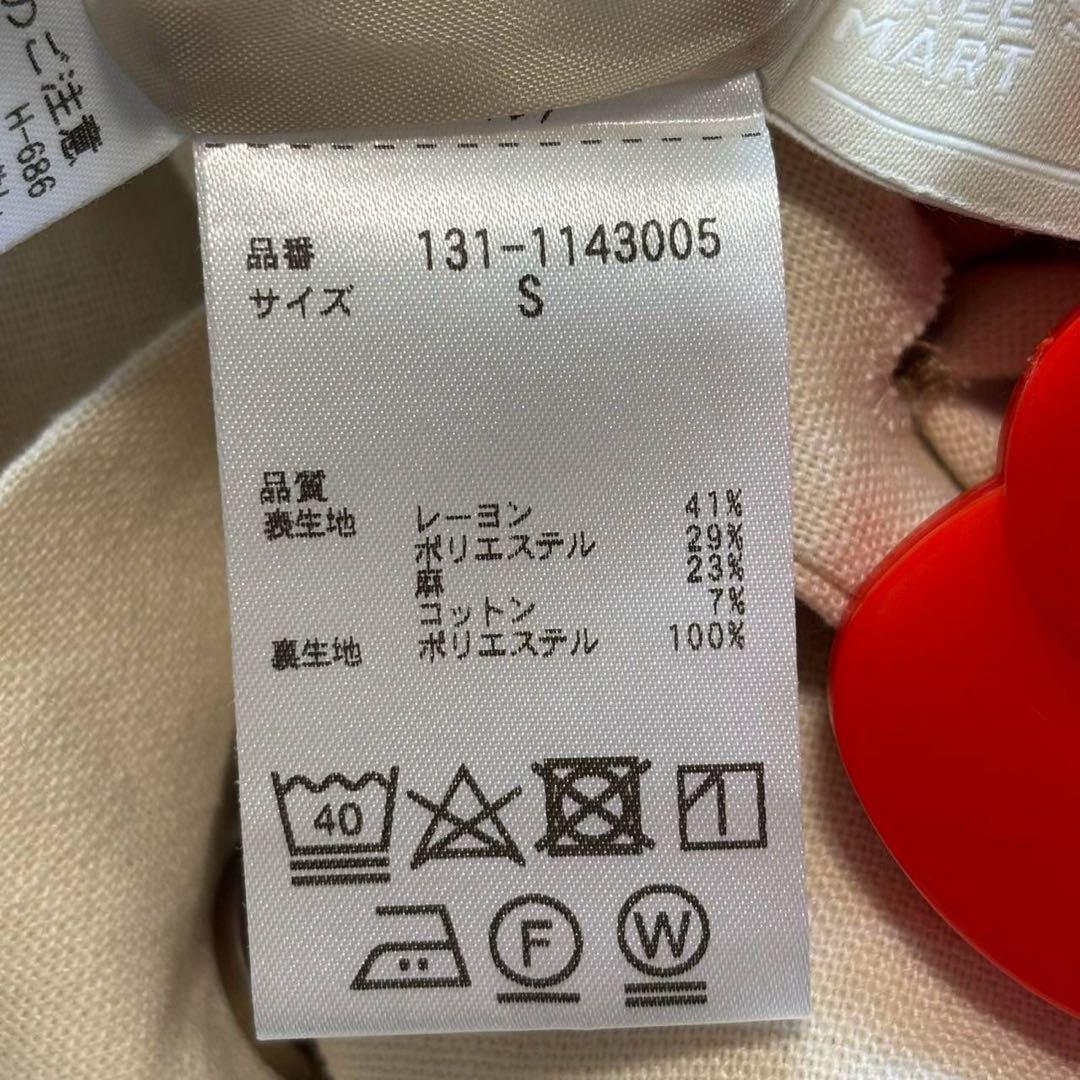 のご注意
H-686
MART
品番 131-1143005
サイズ S
品質
表生地 レーヨン 41%
ポリエステル 29%
麻 23%
コットン 7%
裏生地 ポリエステル 100%
40
F
W